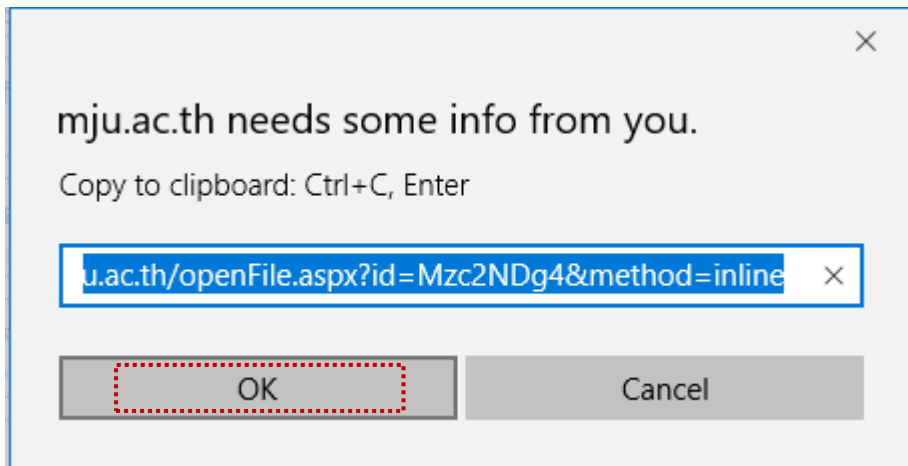 mju.ac.th needs some info from you.
Copy to clipboard: Ctrl+C, Enter
u.ac.th/openFile.aspx?id=Mzc2NDg4&method=inline
OK
Cancel